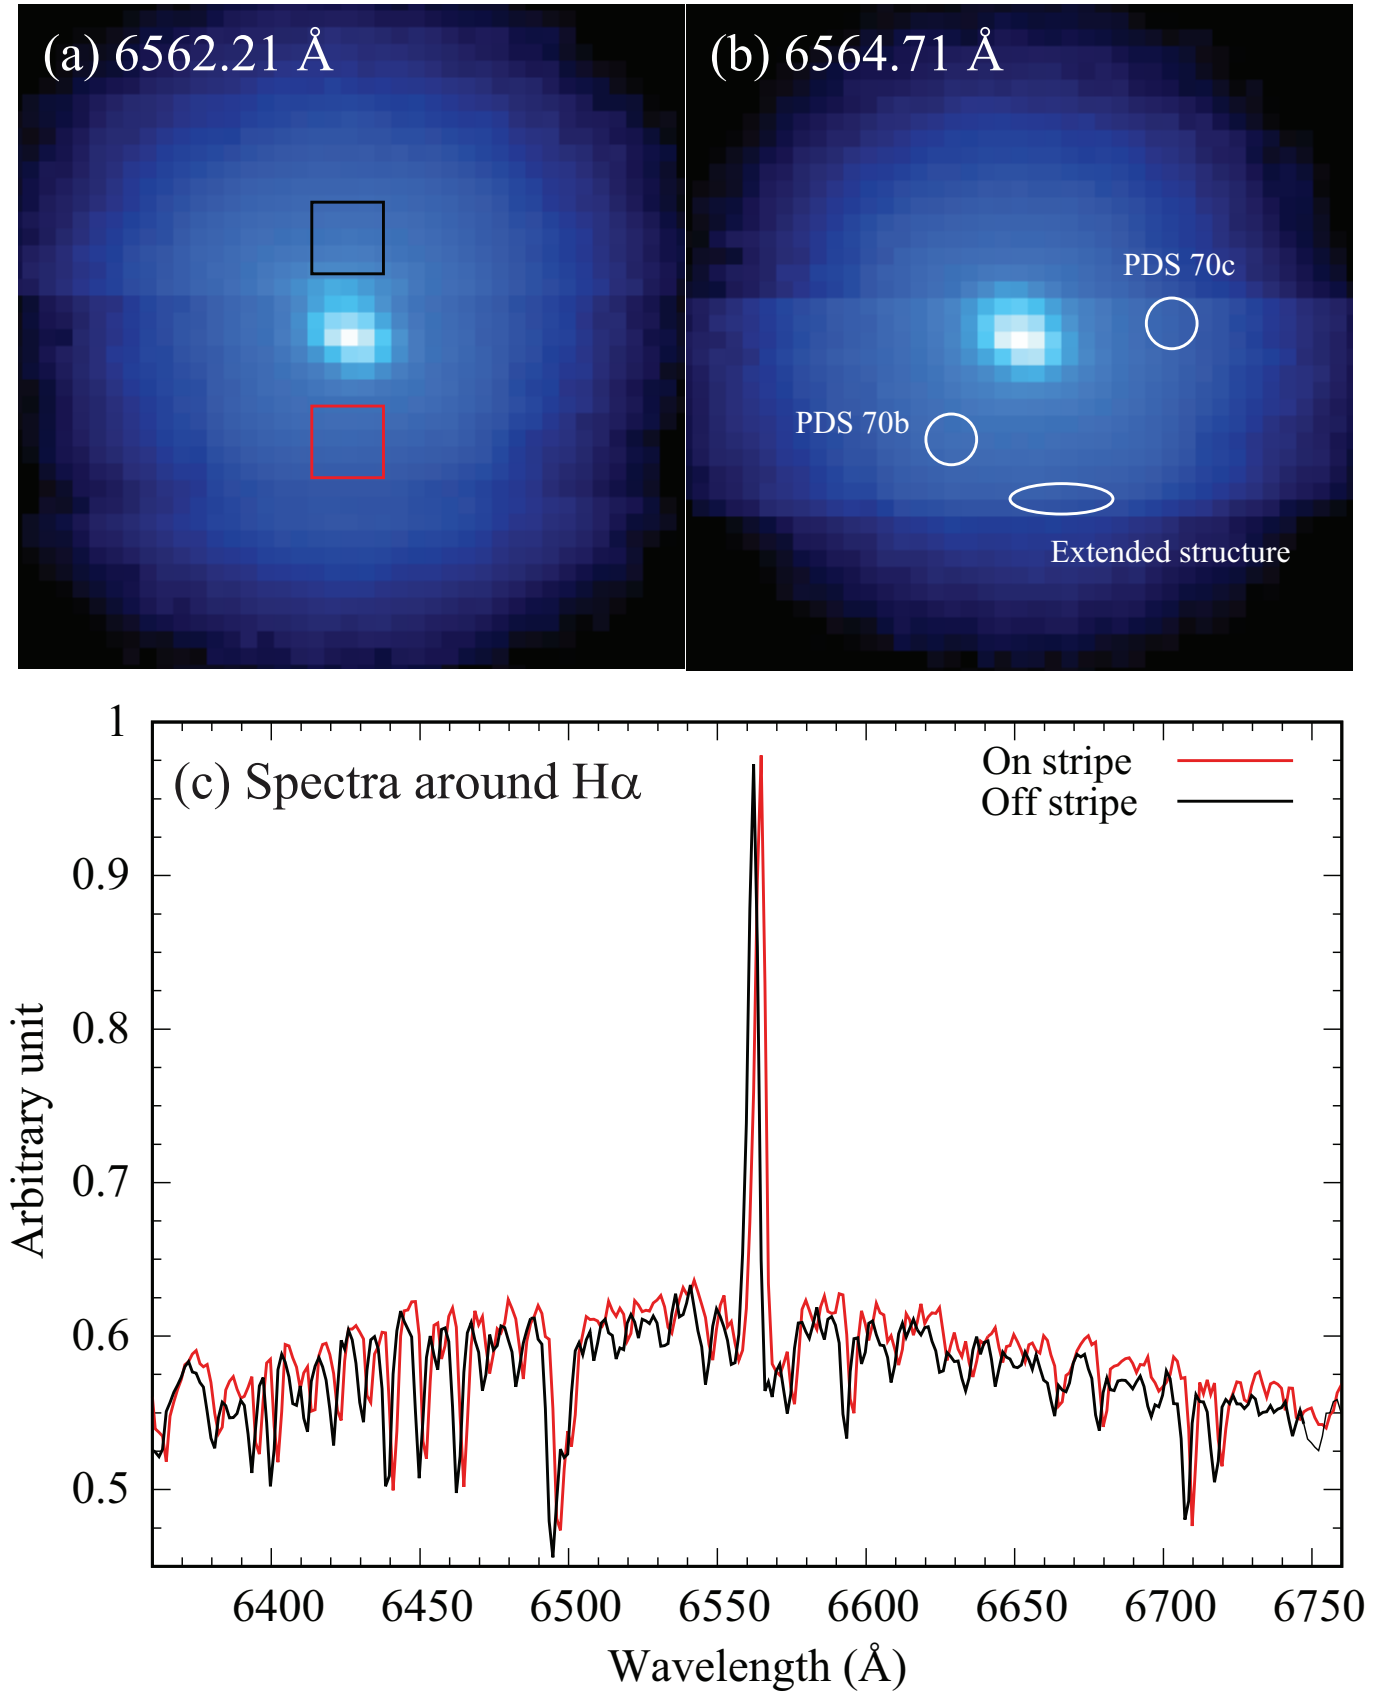 (a) 6562.21 Å
(b) 6564.71 Å
PDS 70c
PDS 70b
Extended structure
(c) Spectra around Hα
On stripe
Off stripe
1
0.9
0.8
0.7
0.6
0.5
Arbitrary unit
6400 6450 6500 6550 6600 6650 6700 6750
Wavelength (Å)